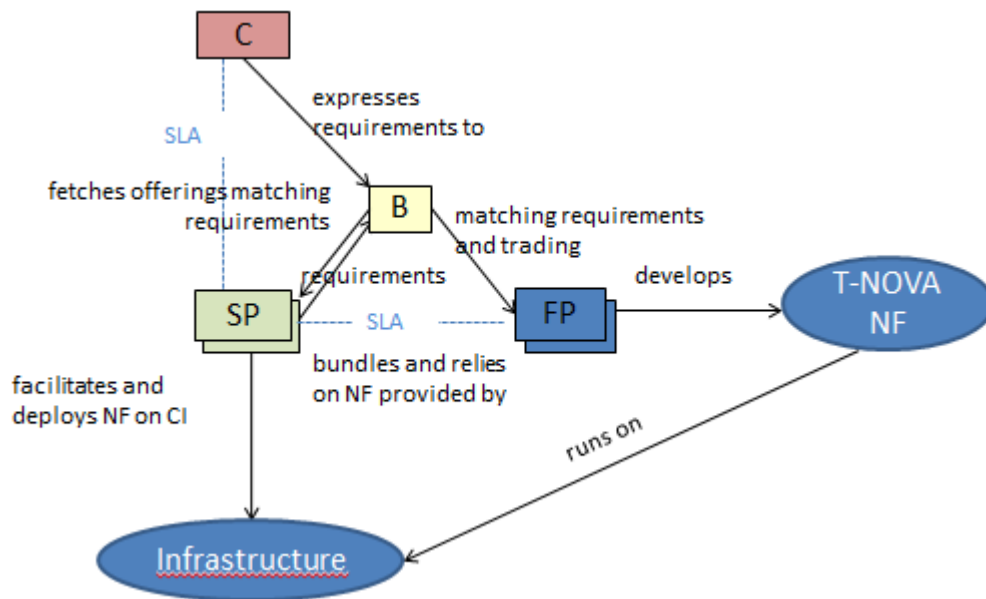 C
expresses
requirements to
SLA
fetches offerings matching
requirements
B
matching requirements
and trading
requirements
develops
T-NOVA
NF
SP
SLA
FP
bundles and relies
on NF provided by
facilitates and
deploys NF on CI
runs on
Infrastructure